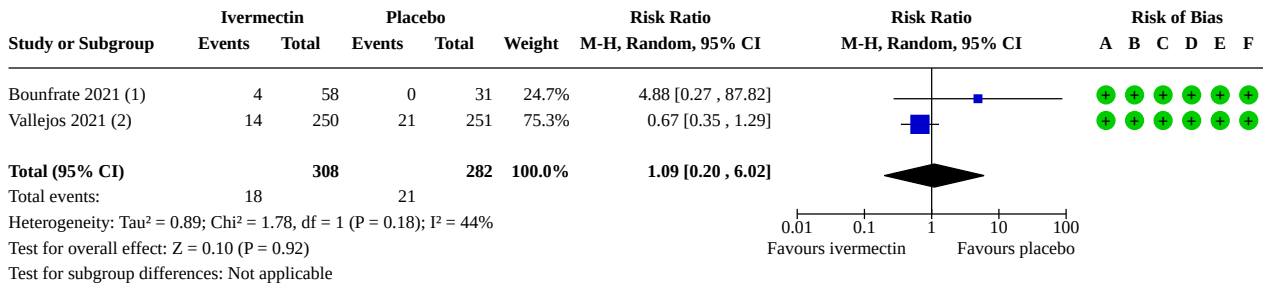 Ivermectin Placebo Risk Ratio Risk Ratio Risk of Bias
Study or Subgroup Events Total Events Total Weight M-H, Random, 95% CI M-H, Random, 95% CI A B C D E F
Bounfrate 2021 (1) 4 58 0 31 24.7% 4.88 [0.27 , 87.82] + + + + + +
Vallejos 2021 (2) 14 250 21 251 75.3% 0.67 [0.35 , 1.29] + + + + + +
Total (95% CI) 308 282 100.0% 1.09 [0.20 , 6.02]
Total events: 18 21
Heterogeneity: Tau² = 0.89; Chi² = 1.78, df = 1 (P = 0.18); I² = 44%
0.01 0.1 1 10 100
Test for overall effect: Z = 0.10 (P = 0.92) Favours ivermectin Favours placebo
Test for subgroup differences: Not applicable